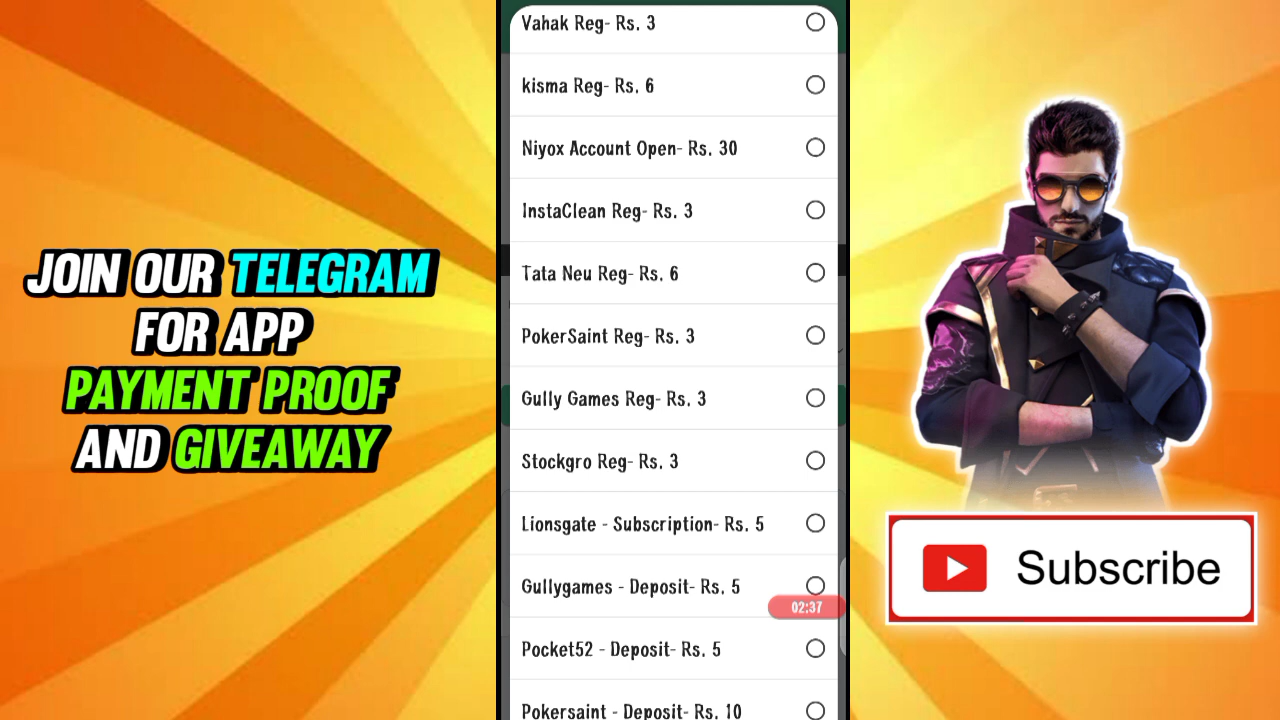 JOIN OUR TELEGRAM
FOR APP
PAYMENT PROOF
AND GIVEAWAY
Vahak Reg- Rs. 3
kisma Reg- Rs. 6
Niyox Account Open- Rs. 30
InstaClean Reg- Rs. 3
Tata Neu Reg- Rs. 6
PokerSaint Reg- Rs. 3
Gully Games Reg- Rs. 3
Stockgro Reg- Rs. 3
Lionsgate - Subscription- Rs. 5
Gullygames - Deposit- Rs. 5
02:37
Pocket52 - Deposit- Rs. 5
Pokersaint - Deposit- Rs. 10
Subscribe